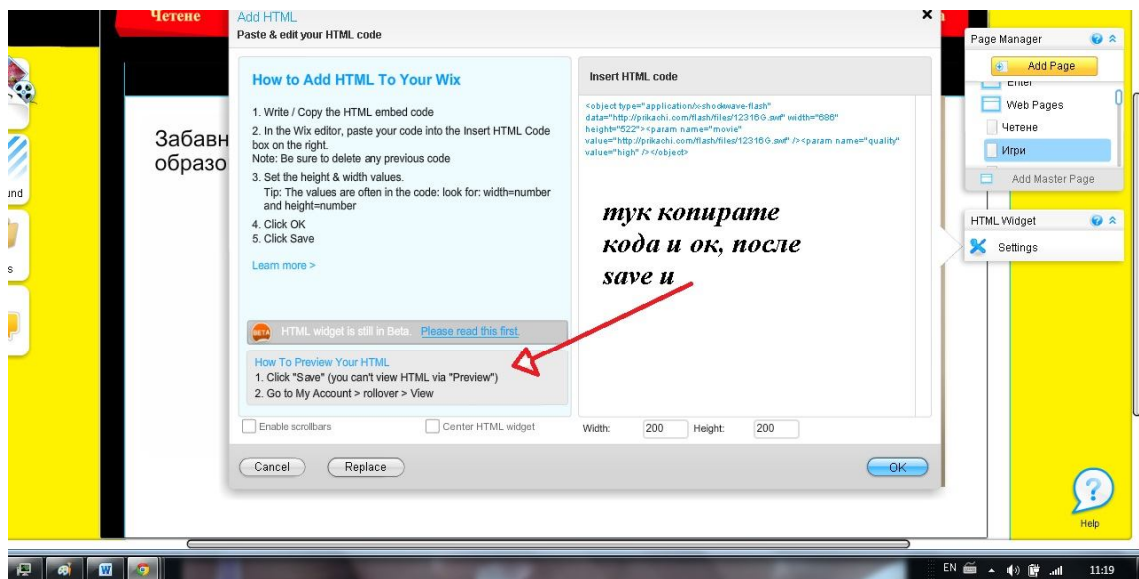 Четене
Add HTML
Paste & edit your HTML code
How to Add HTML To Your Wix
1. Write / Copy the HTML embed code
2. In the Wix editor, paste your code into the Insert HTML Code
box on the right.
Note: Be sure to delete any previous code
3. Set the height & width values.
Tip: The values are often in the code: look for: width=number
and height=number
4. Click OK
5. Click Save
Learn more >
BETA HTML widget is still in Beta. Please read this first.
How To Preview Your HTML
1. Click "Save" (you can't view HTML via "Preview")
2. Go to My Account > rollover > View
Enable scrollbars Center HTML widget
Cancel Replace
Insert HTML code
<object type="application/x-shockwave-flash"
data="http://prikachi.com/flash/files/12316G.swf" width="686"
height="522"><param name="movie"
value="http://prikachi.com/flash/files/12316G.swf" /><param name="quality"
value="high" /></object>
тук копирате
кода и ок, после
save и
Width: 200 Height: 200
OK
Забавн
образо
und
s
Page Manager
Add Page
Enter
Web Pages
Четене
Игри
Add Master Page
HTML Widget
Settings
Help
EN 11:19